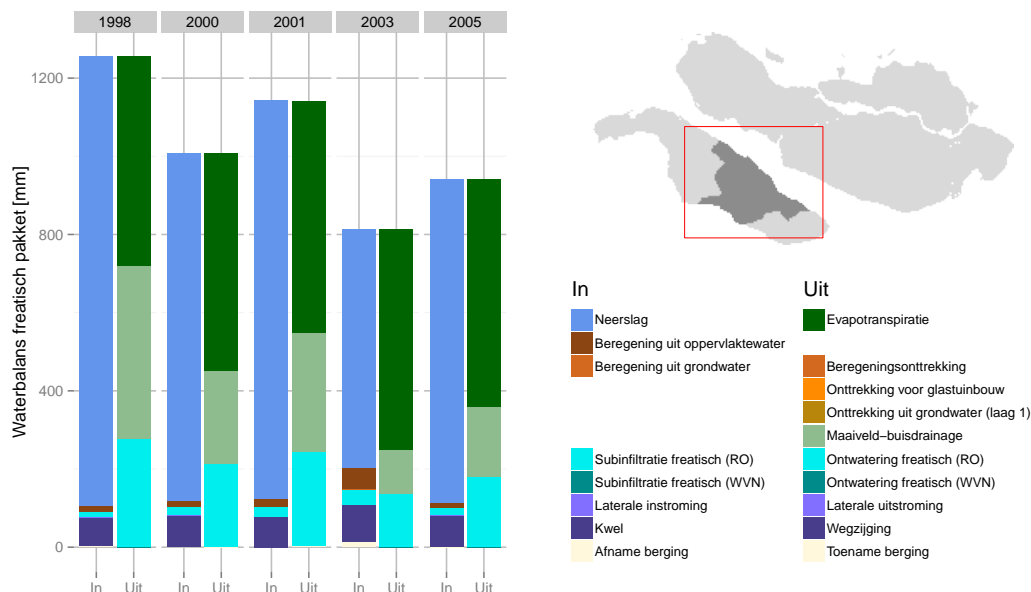 1998 2000 2001 2003 2005
Waterbalans freatisch pakket [mm]
1200
800
400
0
In Uit In Uit In Uit In Uit In Uit
In
Neerslag
Beregening uit oppervlaktewater
Beregening uit grondwater
Subinfiltratie freatisch (RO)
Subinfiltratie freatisch (WVN)
Laterale instroming
Kwel
Afname berging
Uit
Evapotranspiratie
Beregeningsonttrekking
Onttrekking voor glastuinbouw
Onttrekking uit grondwater (laag 1)
Maaiveld−buisdrainage
Ontwatering freatisch (RO)
Ontwatering freatisch (WVN)
Laterale uitstroming
Wegzijging
Toename berging